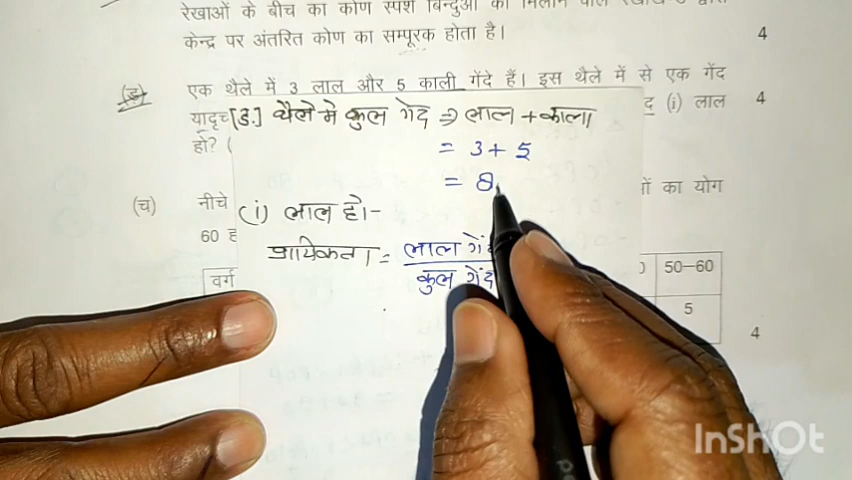 रेखाओं के बीच का कोण स्पर्श बिन्दुओं को मिलाने वाले
केन्द्र पर अंतरित कोण का सम्पूरक होता है। 4
(ड़) एक थैले में 3 लाल और 5 काली गेंदे हैं। इस थैले में से एक गेंद
यादृच द (i) लाल 4
हो? (
[ड.] थैले मे कुल गेंद ⇒ लाल + काला
= 3 + 5
= 8
(i) लाल हो-
प्रायिकता = लाल गेंद
कुल गेंद
(च) नीचे ों का योग
60 ह
वर्ग 0 50–60
5
4
InShOt